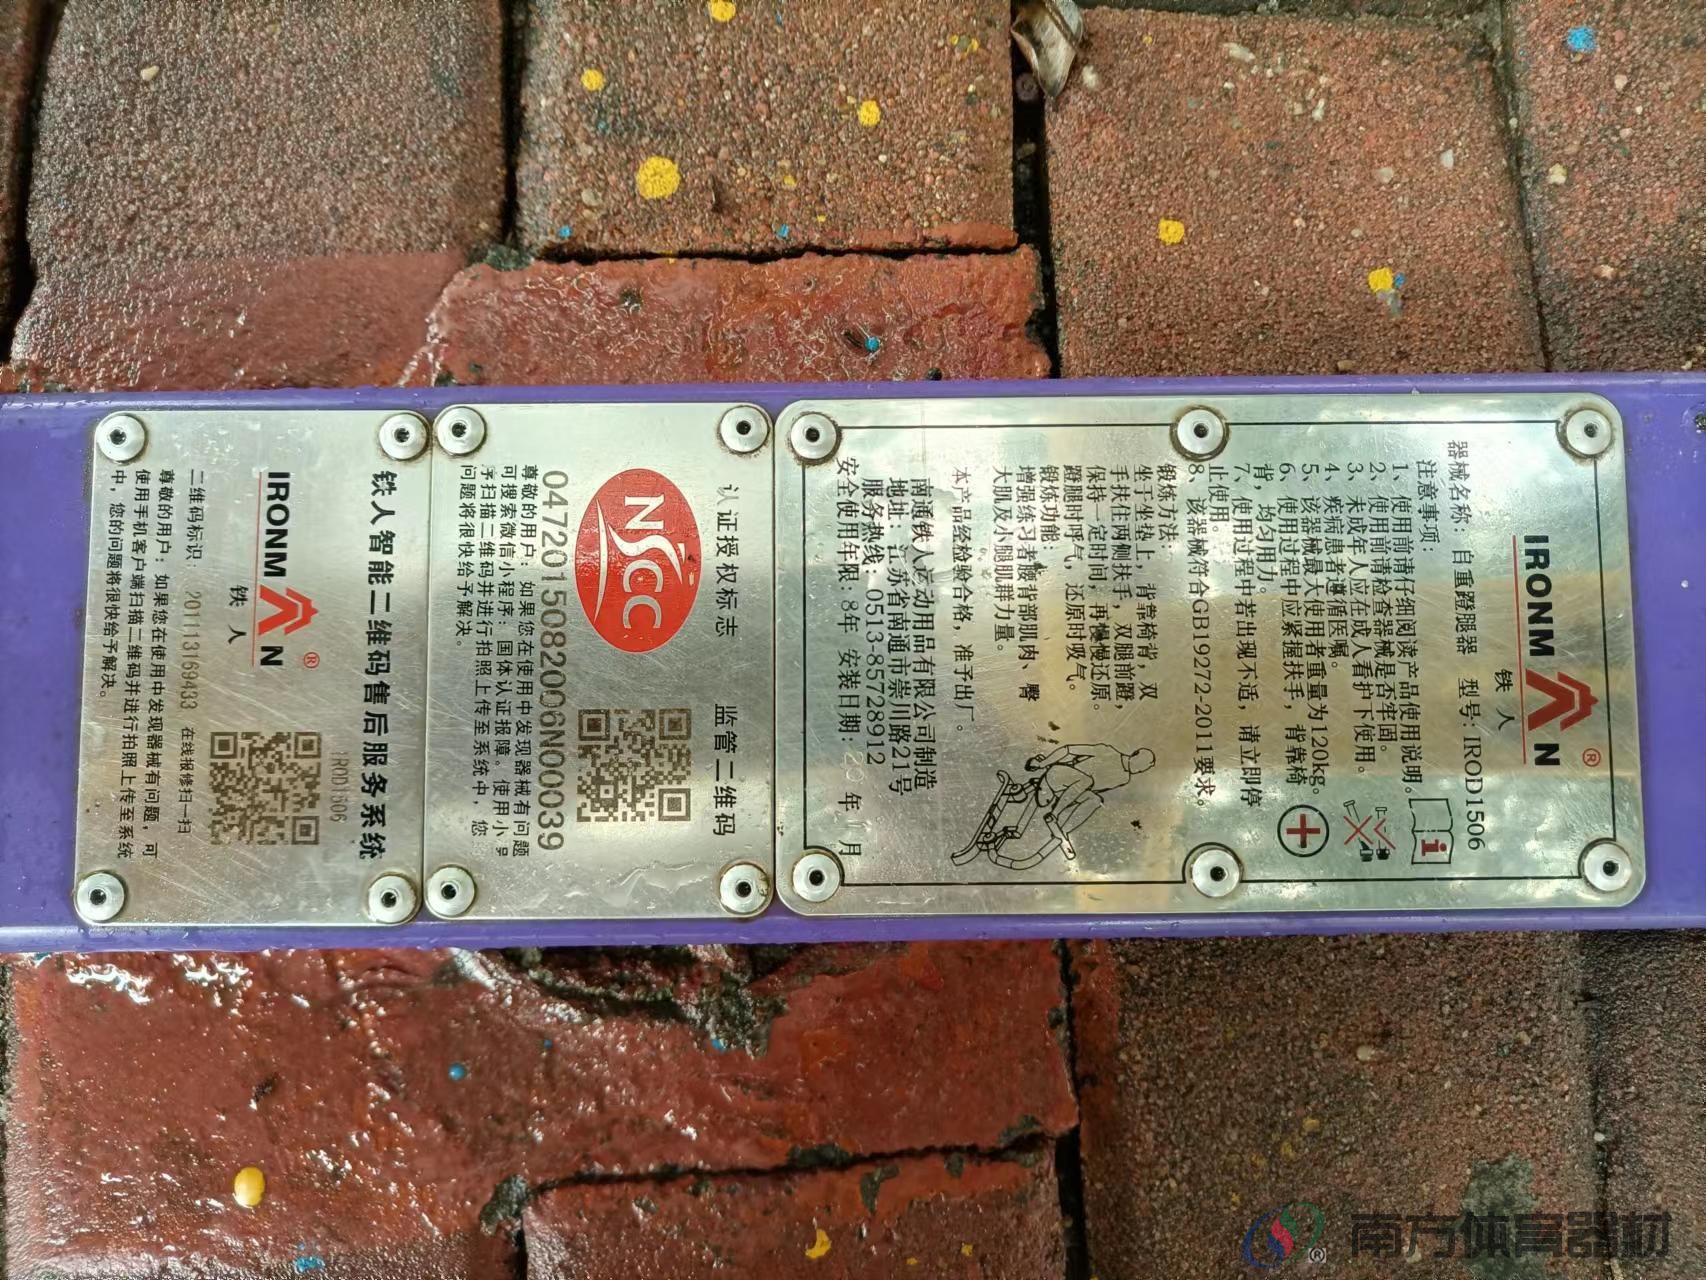 IRONMAN®
铁人
器械名称：自重蹬腿器 型号：IROD1506
注意事项：
1、使用前请仔细阅读产品使用说明。
2、使用前请检查器械是否牢固。
3、未成年人应在成人看护下使用。
4、疾病患者遵循医嘱。
5、该器械最大使用者重量为120kg。
6、使用过程中应紧握扶手，背靠椅
背，均匀用力。
7、使用过程中若出现不适，请立即停
止使用。
8、该器械符合GB19272-2011要求。
锻炼方法：
坐于坐垫上，背靠椅背，双
手扶住两侧扶手，双腿前蹬，
保持一定时间，再慢慢还原。
蹬腿时呼气，还原时吸气。
锻炼功能：
增强练习者腰背部肌肉、臀
大肌及小腿肌群力量。
本产品经检验合格，准予出厂。
南通铁人运动用品有限公司制造
地址：江苏省南通市崇川路21号
服务热线：0513-85728912
安全使用年限：8年 安装日期：20 年 月
认证授权标志 监管二维码
NSCC
0472015082006N00039
尊敬的用户：如果您在使用中发现器械有问题
可搜索微信小程序：国体认证报障。使用小
序扫描二维码并进行拍照上传至系统中，您
问题将很快给予解决。
铁人智能二维码售后服务系统
IROD1506
IRONMAN®
铁人
二维码标识：20111316943 在线报修扫一扫
尊敬的用户：如果您在使用中发现器械有问题，可
使用手机客户端扫描二维码并进行拍照上传至系统
中，您的问题将很快给予解决。
南方体育器材
®